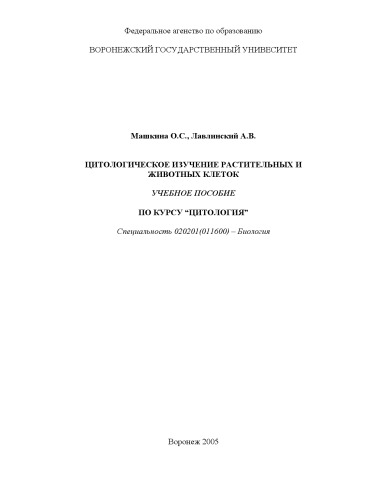 Федеральное агенство по образованию
ВОРОНЕЖСКИЙ ГОСУДАРСТВЕННЫЙ УНИВЕСИТЕТ
Машкина О.С., Лавлинский А.В.
ЦИТОЛОГИЧЕСКОЕ ИЗУЧЕНИЕ РАСТИТЕЛЬНЫХ И
ЖИВОТНЫХ КЛЕТОК
УЧЕБНОЕ ПОСОБИЕ
ПО КУРСУ “ЦИТОЛОГИЯ”
Специальность 020201(011600) – Биология
Воронеж 2005